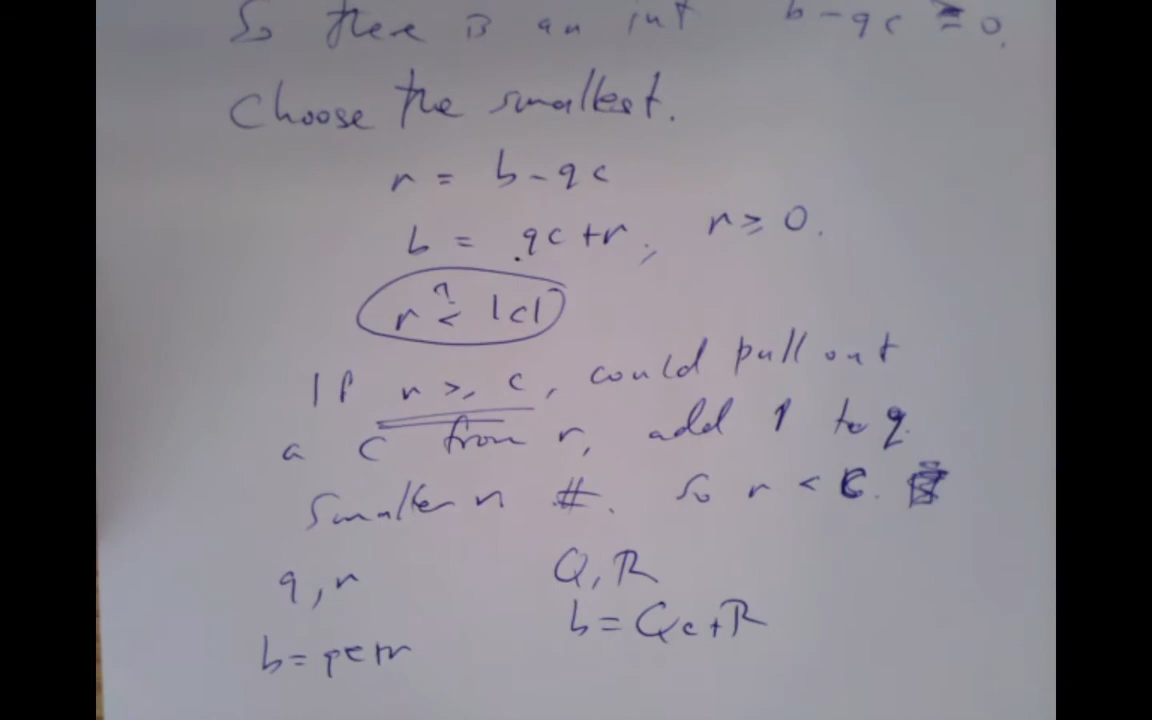 So there is an int b - qc ≥ 0.
Choose the smallest.
r = b - qc
b = qc + r, r ≥ 0.
r ?< |c|
If r ≥ c, could pull out
a c from r, add 1 to q.
Smaller r #. So r < c.
q, r Q, R
b = qc + r b = Qc + R